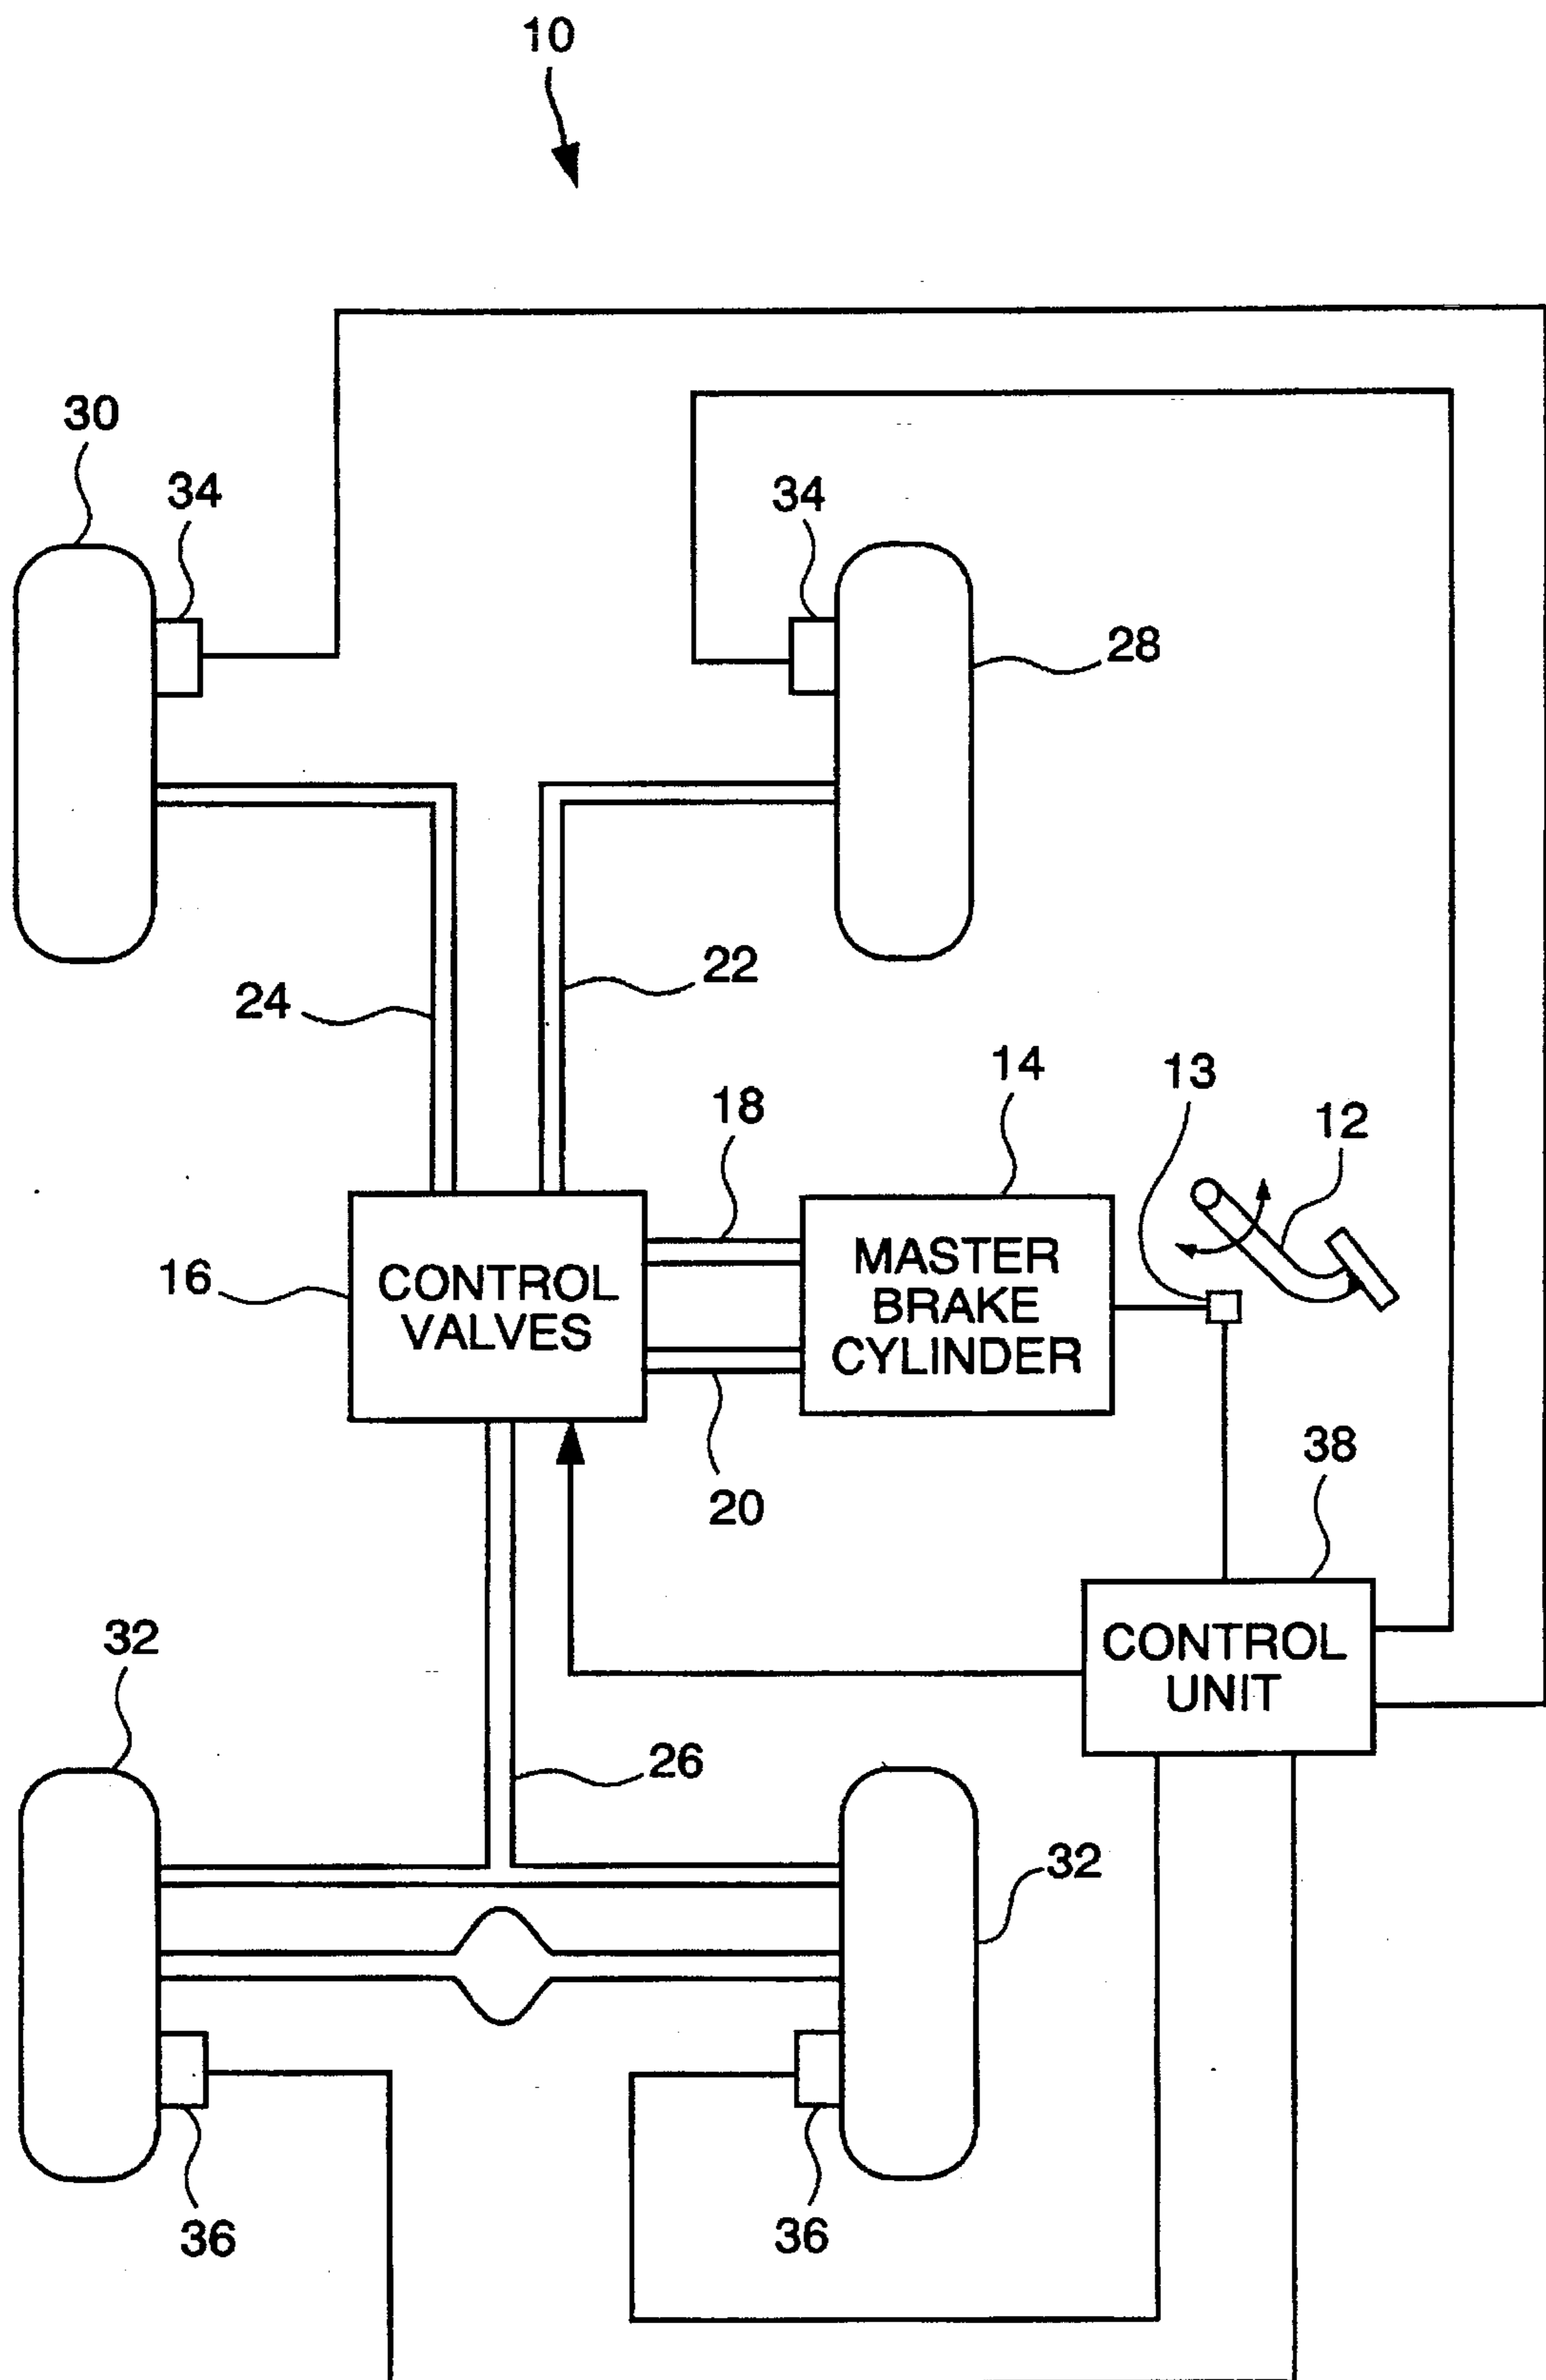 10
30
34
34
28
22
24
14
13
18
12
16
CONTROL
VALVES
MASTER
BRAKE
CYLINDER
20
38
CONTROL
UNIT
32
26
32
36
36